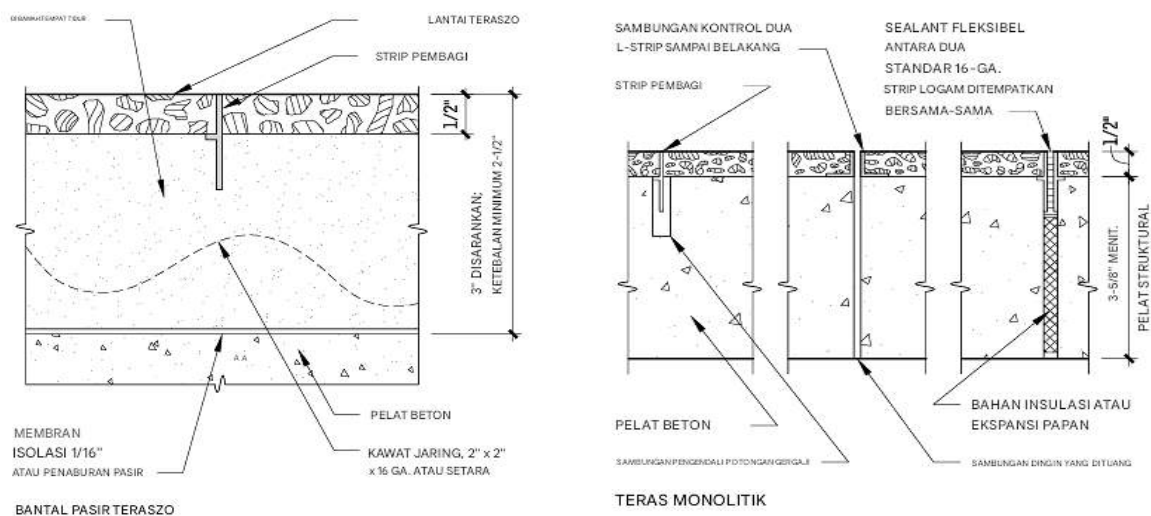 DIBAWAH TEMPAT TIDUR
LANTAI TERASZO
STRIP PEMBAGI
1/2"
3" DISARANKAN;
KETEBALAN MINIMUM 2-1/2"
PELAT BETON
MEMBRAN
ISOLASI 1/16"
ATAU PENABURAN PASIR
KAWAT JARING, 2" x 2"
x 16 GA. ATAU SETARA
BANTAL PASIR TERASZO
SAMBUNGAN KONTROL DUA
L-STRIP SAMPAI BELAKANG
STRIP PEMBAGI
SEALANT FLEKSIBEL
ANTARA DUA
STANDAR 16-GA.
STRIP LOGAM DITEMPATKAN
BERSAMA-SAMA
1/2"
3-5/8" MENIT.
PELAT STRUKTURAL
PELAT BETON
BAHAN INSULASI ATAU
EKSPANSI PAPAN
SAMBUNGAN PENGENDALI POTONGAN GERGAJI
SAMBUNGAN DINGIN YANG DITUANG
TERAS MONOLITIK